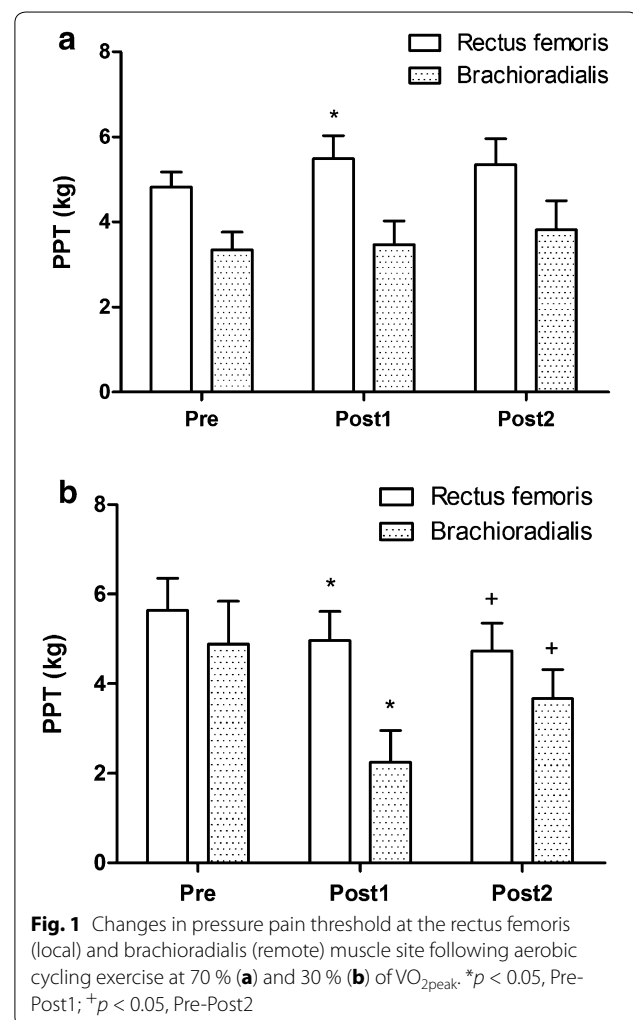 a
Rectus femoris
Brachioradialis
8
6
4
2
0
PPT (kg)
*
Pre Post1 Post2
b
Rectus femoris
Brachioradialis
8
6
4
2
0
PPT (kg)
*
*
+
+
Pre Post1 Post2
Fig. 1 Changes in pressure pain threshold at the rectus femoris
(local) and brachioradialis (remote) muscle site following aerobic
cycling exercise at 70 % (a) and 30 % (b) of VO2peak. *p < 0.05, Pre-
Post1; +p < 0.05, Pre-Post2